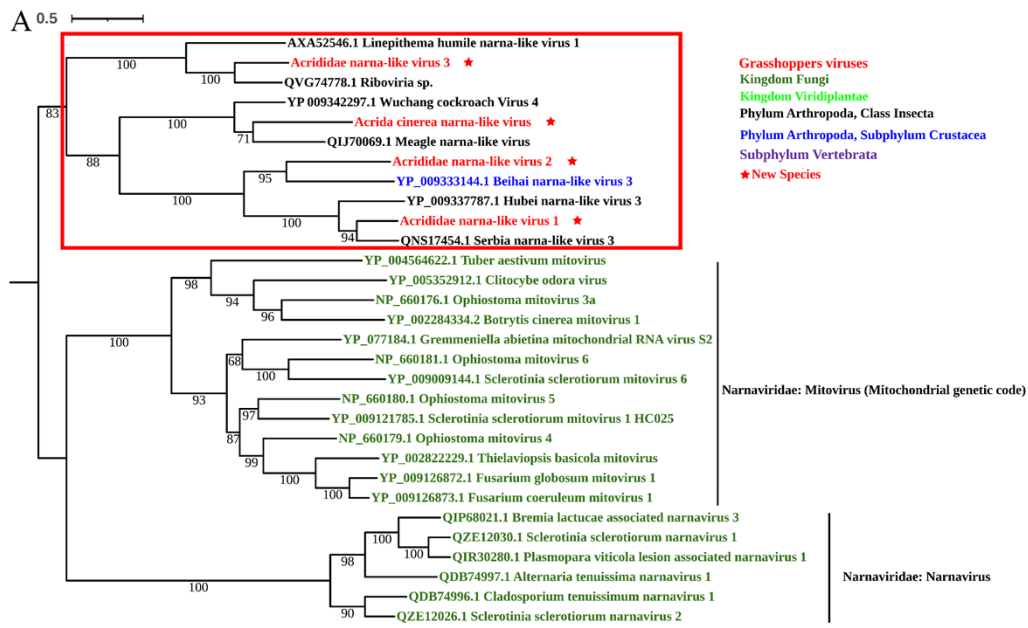 A
0.5
AXA52546.1 Linepithema humile narna-like virus 1
100
Acrididae narna-like virus 3
100
QVG74778.1 Riboviria sp.
83
YP 009342297.1 Wuchang cockroach Virus 4
100
Acrida cinerea narna-like virus
71
QIJ70069.1 Meagle narna-like virus
88
Acrididae narna-like virus 2
95
YP_009333144.1 Beihai narna-like virus 3
100
YP_009337787.1 Hubei narna-like virus 3
100
Acrididae narna-like virus 1
94
QNS17454.1 Serbia narna-like virus 3
Grasshoppers viruses
Kingdom Fungi
Kingdom Viridiplantae
Phylum Arthropoda, Class Insecta
Phylum Arthropoda, Subphylum Crustacea
Subphylum Vertebrata
★New Species
YP_004564622.1 Tuber aestivum mitovirus
98
YP_005352912.1 Clitocybe odora virus
94
NP_660176.1 Ophiostoma mitovirus 3a
96
YP_002284334.2 Botrytis cinerea mitovirus 1
100
YP_077184.1 Gremmeniella abietina mitochondrial RNA virus S2
68
NP_660181.1 Ophiostoma mitovirus 6
100
YP_009009144.1 Sclerotinia sclerotiorum mitovirus 6
93
NP_660180.1 Ophiostoma mitovirus 5
97
YP_009121785.1 Sclerotinia sclerotiorum mitovirus 1 HC025
87
NP_660179.1 Ophiostoma mitovirus 4
99
YP_002822229.1 Thielaviopsis basicola mitovirus
100
YP_009126872.1 Fusarium globosum mitovirus 1
100
YP_009126873.1 Fusarium coeruleum mitovirus 1
Narnaviridae: Mitovirus (Mitochondrial genetic code)
QIP68021.1 Bremia lactucae associated narnavirus 3
100
QZE12030.1 Sclerotinia sclerotiorum narnavirus 1
100
QIR30280.1 Plasmopara viticola lesion associated narnavirus 1
98
QDB74997.1 Alternaria tenuissima narnavirus 1
100
QDB74996.1 Cladosporium tenuissimum narnavirus 1
90
QZE12026.1 Sclerotinia sclerotiorum narnavirus 2
Narnaviridae: Narnavirus